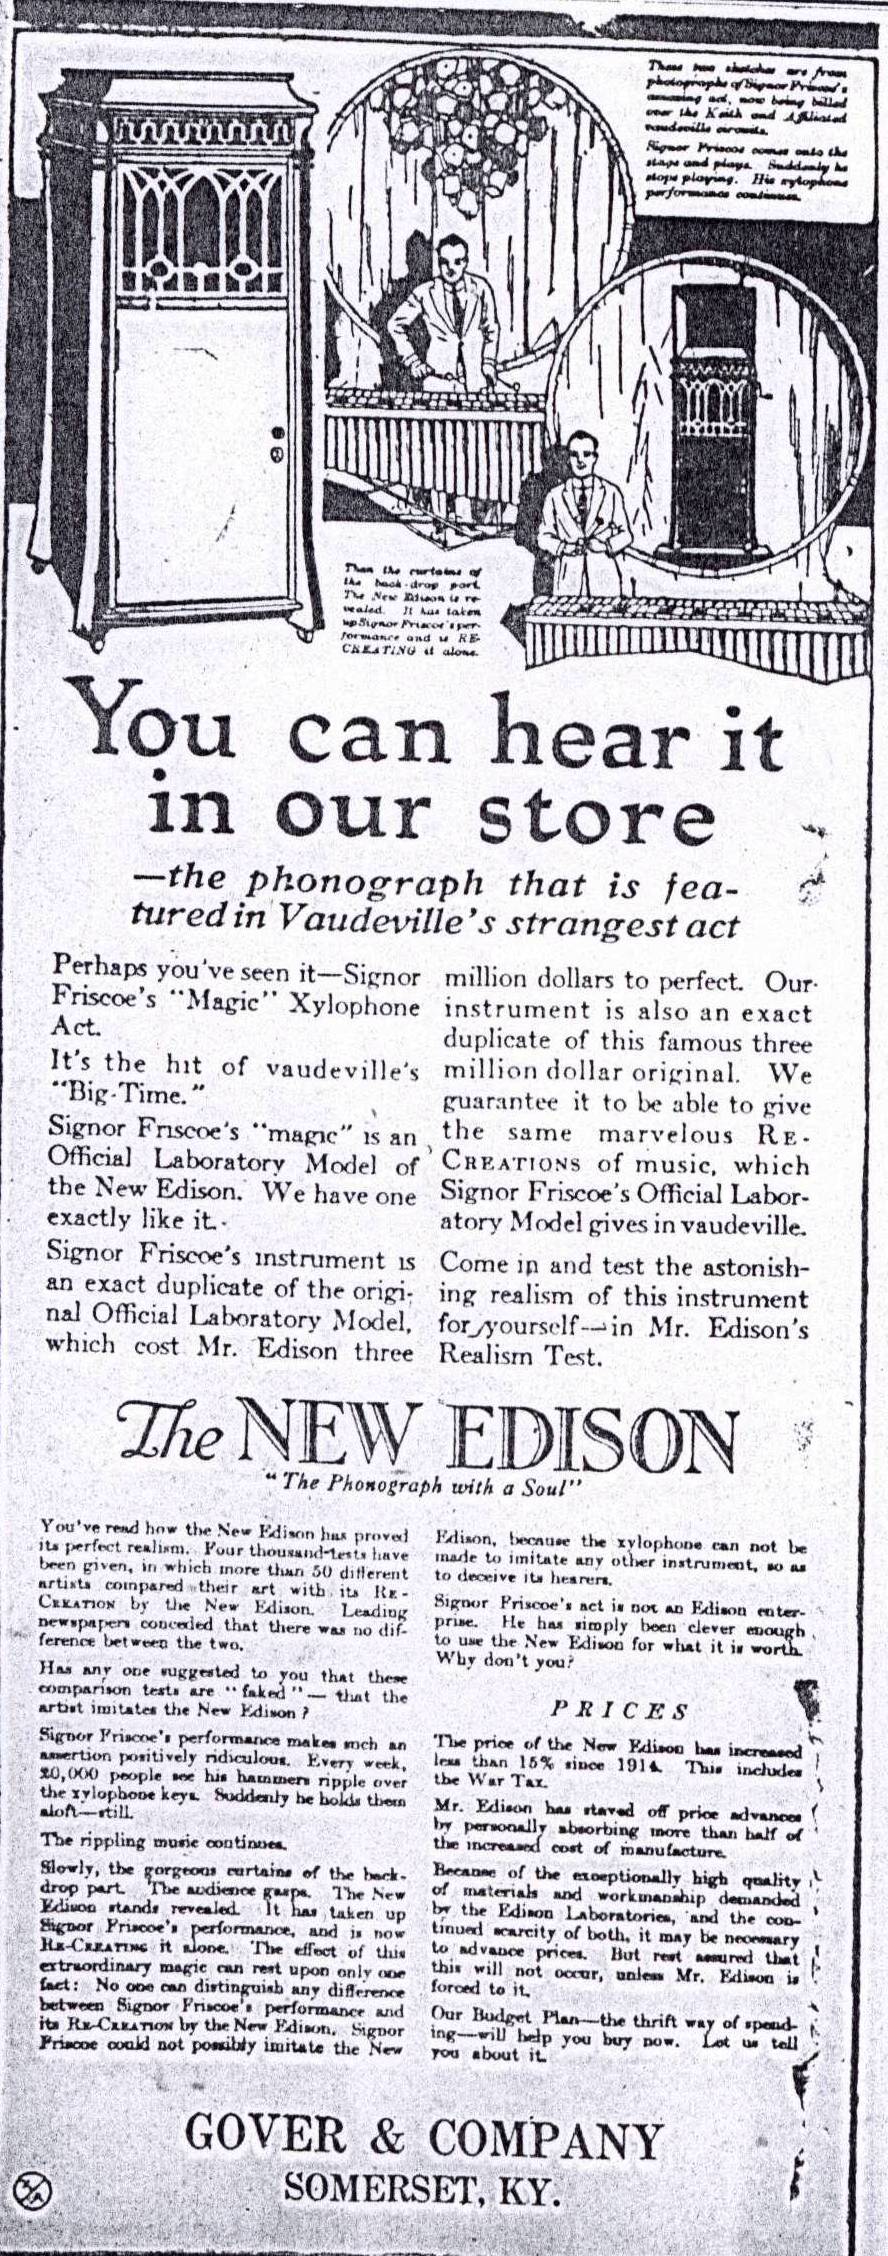 These two sketches are from
photographs of Signor Friscoe's
amazing act, now being billed
over the Keith and Affiliated
vaudeville circuits.
Signor Friscoe comes onto the
stage and plays. Suddenly he
stops playing. His xylophone
performance continues.
Then the curtains of
the back-drop part.
The New Edison is re-
vealed. It has taken
up Signor Friscoe's per-
formance and is RE-
CREATING it alone.
You can hear it
in our store
—the phonograph that is fea-
tured in Vaudeville's strangest act
Perhaps you've seen it—Signor
Friscoe's "Magic" Xylophone
Act.
It's the hit of vaudeville's
"Big-Time."
Signor Friscoe's "magic" is an
Official Laboratory Model of
the New Edison. We have one
exactly like it.
Signor Friscoe's instrument is
an exact duplicate of the origi-
nal Official Laboratory Model,
which cost Mr. Edison three
million dollars to perfect. Our
instrument is also an exact
duplicate of this famous three
million dollar original. We
guarantee it to be able to give
the same marvelous RE-
CREATIONS of music, which
Signor Friscoe's Official Labor-
atory Model gives in vaudeville.
Come in and test the astonish-
ing realism of this instrument
for yourself—in Mr. Edison's
Realism Test.
The NEW EDISON
"The Phonograph with a Soul"
You've read how the New Edison has proved
its perfect realism. Four thousand tests have
been given, in which more than 50 different
artists compared their art with its RE-
CREATION by the New Edison. Leading
newspapers conceded that there was no dif-
ference between the two.
Has any one suggested to you that these
comparison tests are "faked"—that the
artist imitates the New Edison?
Signor Friscoe's performance makes such an
assertion positively ridiculous. Every week,
20,000 people see his hammers ripple over
the xylophone keys. Suddenly he holds them
aloft—still.
The rippling music continues.
Slowly, the gorgeous curtains of the back-
drop part. The audience gasps. The New
Edison stands revealed. It has taken up
Signor Friscoe's performance, and is now
RE-CREATING it alone. The effect of this
extraordinary magic can rest upon only one
fact: No one can distinguish any difference
between Signor Friscoe's performance and
its RE-CREATION by the New Edison. Signor
Friscoe could not possibly imitate the New
Edison, because the xylophone can not be
made to imitate any other instrument, so as
to deceive its hearers.
Signor Friscoe's act is not an Edison enter-
prise. He has simply been clever enough
to use the New Edison for what it is worth.
Why don't you?
PRICES
The price of the New Edison has increased
less than 15% since 1914. This includes
the War Tax.
Mr. Edison has staved off price advances
by personally absorbing more than half of
the increased cost of manufacture.
Because of the exceptionally high quality
of materials and workmanship demanded
by the Edison Laboratories, and the con-
tinued scarcity of both, it may be necessary
to advance prices. But rest assured that
this will not occur, unless Mr. Edison is
forced to it.
Our Budget Plan—the thrift way of spend-
ing—will help you buy now. Let us tell
you about it.
GOVER & COMPANY
SOMERSET, KY.